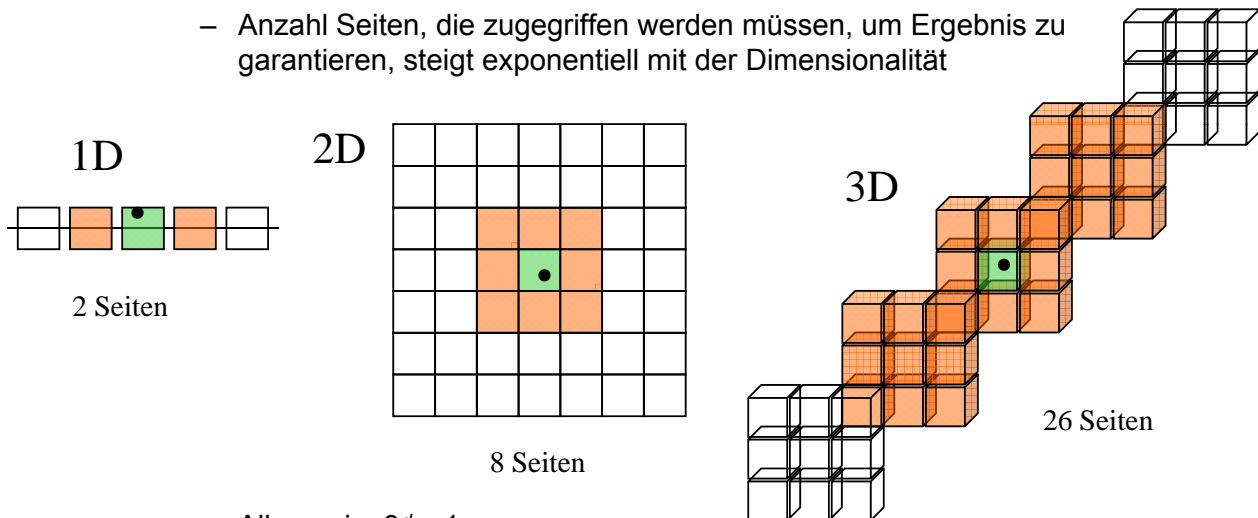 – Anzahl Seiten, die zugegriffen werden müssen, um Ergebnis zu
garantieren, steigt exponentiell mit der Dimensionalität
1D
2D
3D
2 Seiten
8 Seiten
26 Seiten